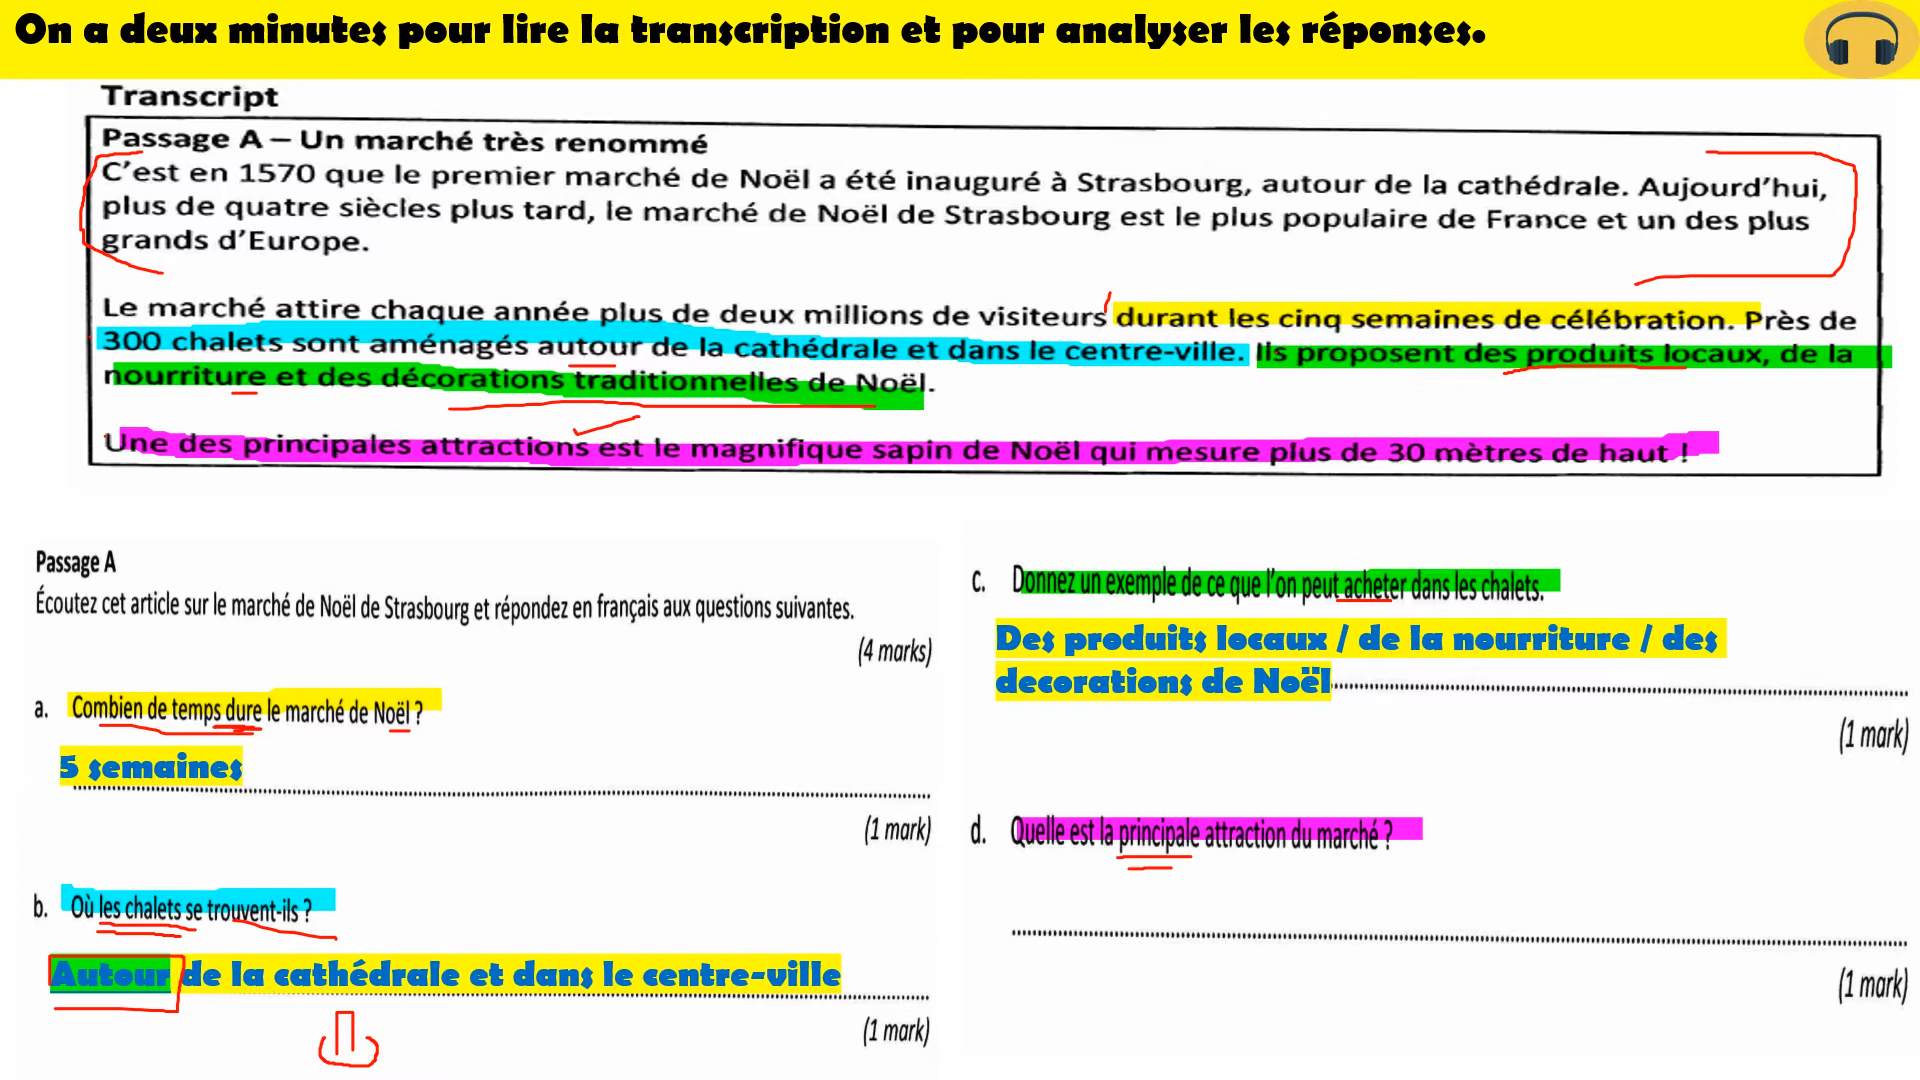 On a deux minutes pour lire la transcription et pour analyser les réponses.
Transcript
Passage A – Un marché très renommé
C'est en 1570 que le premier marché de Noël a été inauguré à Strasbourg, autour de la cathédrale. Aujourd'hui,
plus de quatre siècles plus tard, le marché de Noël de Strasbourg est le plus populaire de France et un des plus
grands d'Europe.
Le marché attire chaque année plus de deux millions de visiteurs durant les cinq semaines de célébration. Près de
300 chalets sont aménagés autour de la cathédrale et dans le centre-ville. Ils proposent des produits locaux, de la
nourriture et des décorations traditionnelles de Noël.
Une des principales attractions est le magnifique sapin de Noël qui mesure plus de 30 mètres de haut !
Passage A
Écoutez cet article sur le marché de Noël de Strasbourg et répondez en français aux questions suivantes.
(4 marks)
a. Combien de temps dure le marché de Noël ?
5 semaines
(1 mark)
b. Où les chalets se trouvent-ils ?
Autour de la cathédrale et dans le centre-ville
(1 mark)
c. Donnez un exemple de ce que l'on peut acheter dans les chalets.
Des produits locaux / de la nourriture / des
decorations de Noël
(1 mark)
d. Quelle est la principale attraction du marché ?
(1 mark)